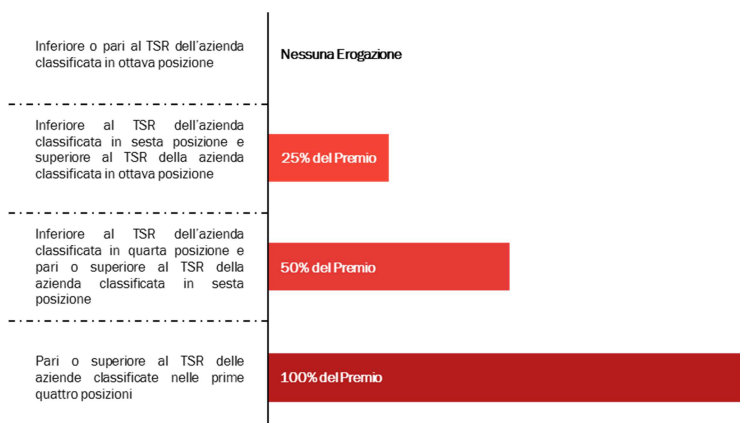 Inferiore o pari al TSR dell'azienda
classificata in ottava posizione
Nessuna Erogazione
Inferiore al TSR dell'azienda
classificata in sesta posizione e
superiore al TSR della azienda
classificata in ottava posizione
25% del Premio
Inferiore al TSR dell'azienda
classificata in quarta posizione e
pari o superiore al TSR della
azienda classificata in sesta
posizione
50% del Premio
Pari o superiore al TSR delle
aziende classificate nelle prime
quattro posizioni
100% del Premio